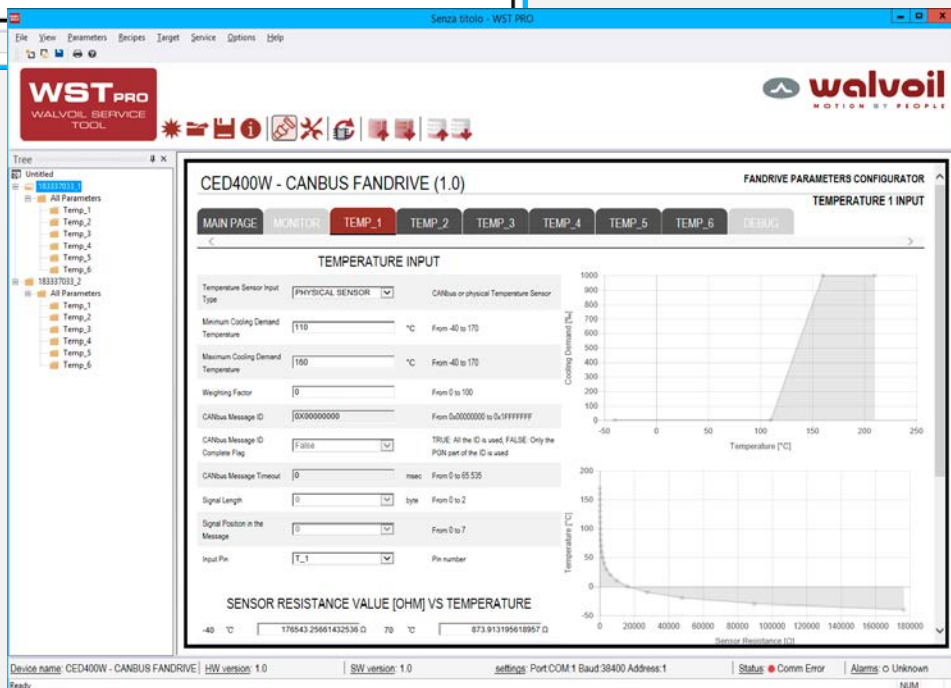 Senza titolo - WST PRO
File View Parameters Recipes Target Service Options Help
WST PRO
WALVOIL SERVICE
TOOL
walvoil
MOTION BY PEOPLE
Tree
Untitled
183337033_1
All Parameters
Temp_1
Temp_2
Temp_3
Temp_4
Temp_5
Temp_6
183337033_2
All Parameters
Temp_1
Temp_2
Temp_3
Temp_4
Temp_5
Temp_6
CED400W - CANBUS FANDRIVE (1.0)
FANDRIVE PARAMETERS CONFIGURATOR
TEMPERATURE 1 INPUT
MAIN PAGE MONITOR TEMP_1 TEMP_2 TEMP_3 TEMP_4 TEMP_5 TEMP_6 DEBUG
TEMPERATURE INPUT
Temperature Sensor Input
Type
PHYSICAL SENSOR
CANbus or physical Temperature Sensor
Minimum Cooling Demand
Temperature
110 °C From -40 to 170
Maximum Cooling Demand
Temperature
160 °C From -40 to 170
Weighting Factor 0 From 0 to 100
CANbus Message ID 0X00000000 From 0x00000000 to 0x1FFFFFFF
CANbus Message ID
Complete Flag
False
TRUE: All the ID is used, FALSE: Only the
PGN part of the ID is used
CANbus Message Timeout 0 msec From 0 to 65.535
Signal Length 0 byte From 0 to 2
Signal Position in the
Message
0 From 0 to 7
Input Pin T_1 Pin number
SENSOR RESISTANCE VALUE [OHM] VS TEMPERATURE
-40 °C 176543.25661432536 Ω 70 °C 873.913195618957 Ω
Cooling Demand [‰]
1000
900
800
700
600
500
400
300
200
100
0
-50 0 50 100 150 200 250
Temperature [°C]
Temperature [°C]
200
150
100
50
0
-50
0 20000 40000 60000 80000 100000 120000 140000 160000 180000
Sensor Resistance [Ω]
Device name: CED400W - CANBUS FANDRIVE HW version: 1.0 SW version: 1.0 settings: Port:COM:1 Baud:38400 Address:1 Status: Comm Error Alarms: Unknown
Ready NUM